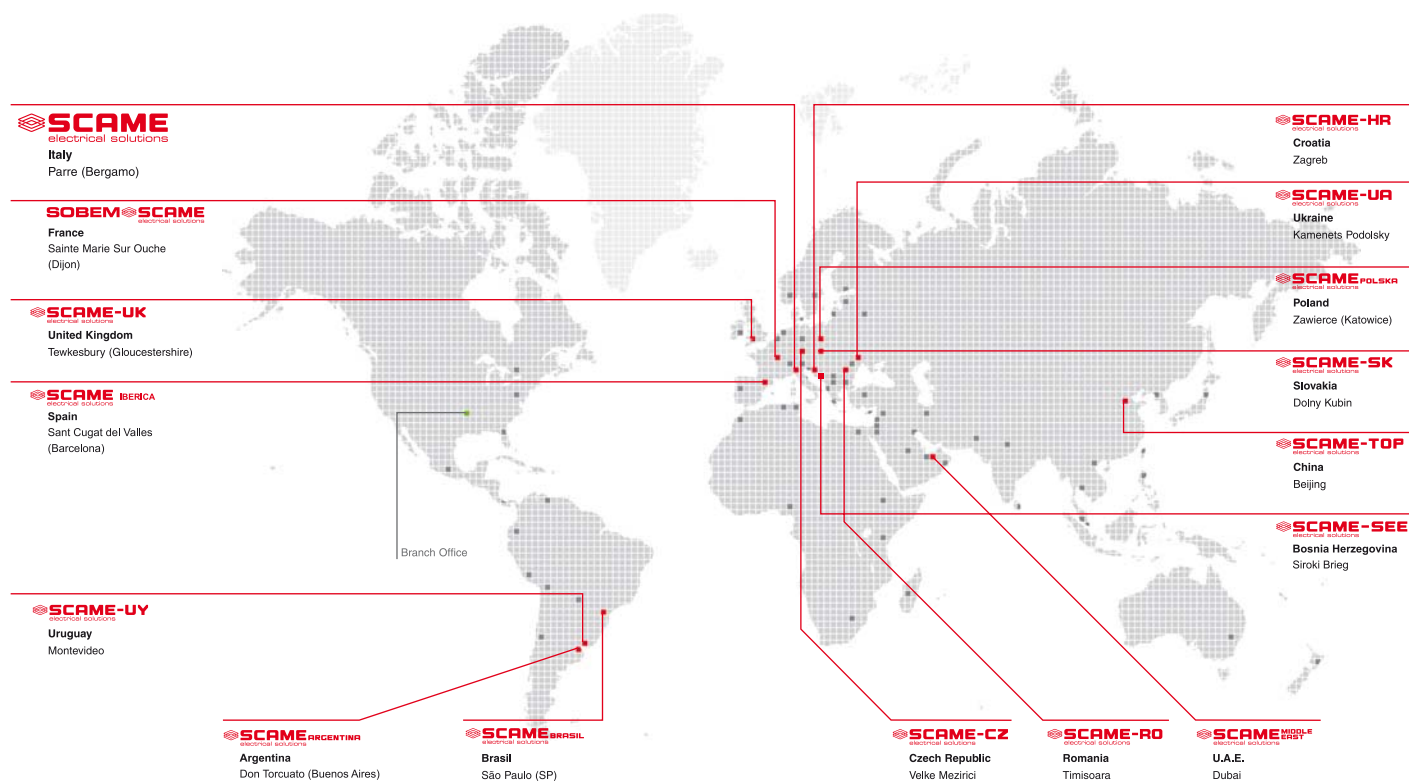 SCAME
electrical solutions
Italy
Parre (Bergamo)
SOBEM SCAME
electrical solutions
France
Sainte Marie Sur Ouche
(Dijon)
SCAME-UK
electrical solutions
United Kingdom
Tewkesbury (Gloucestershire)
SCAME IBERICA
electrical solutions
Spain
Sant Cugat del Valles
(Barcelona)
Branch Office
SCAME-UY
electrical solutions
Uruguay
Montevideo
SCAME ARGENTINA
electrical solutions
Argentina
Don Torcuato (Buenos Aires)
SCAME BRASIL
electrical solutions
Brasil
São Paulo (SP)
SCAME-HR
electrical solutions
Croatia
Zagreb
SCAME-UA
electrical solutions
Ukraine
Kamenets Podolsky
SCAME POLSKA
electrical solutions
Poland
Zawierce (Katowice)
SCAME-SK
electrical solutions
Slovakia
Dolny Kubin
SCAME-TOP
electrical solutions
China
Beijing
SCAME-SEE
electrical solutions
Bosnia Herzegovina
Siroki Brieg
SCAME-CZ
electrical solutions
Czech Republic
Velke Mezirici
SCAME-RO
electrical solutions
Romania
Timisoara
SCAME MIDDLE EAST
electrical solutions
U.A.E.
Dubai